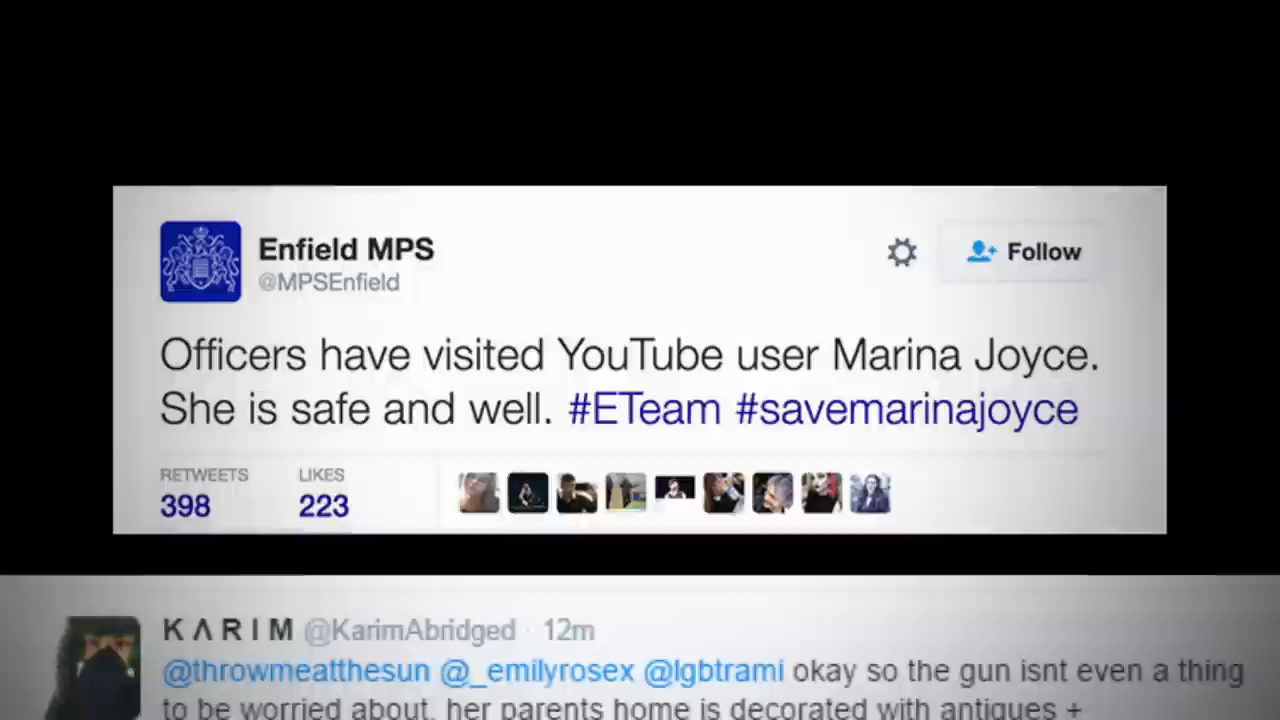 Enfield MPS
@MPSEnfield
Follow
Officers have visited YouTube user Marina Joyce.
She is safe and well. #ETeam #savemarinajoyce
RETWEETS LIKES
398 223
KΛRIM @KarimAbridged · 12m
@throwmeatthesun @_emilyrosex @lgbtrami okay so the gun isnt even a thing
to be worried about, her parents home is decorated with antiques +